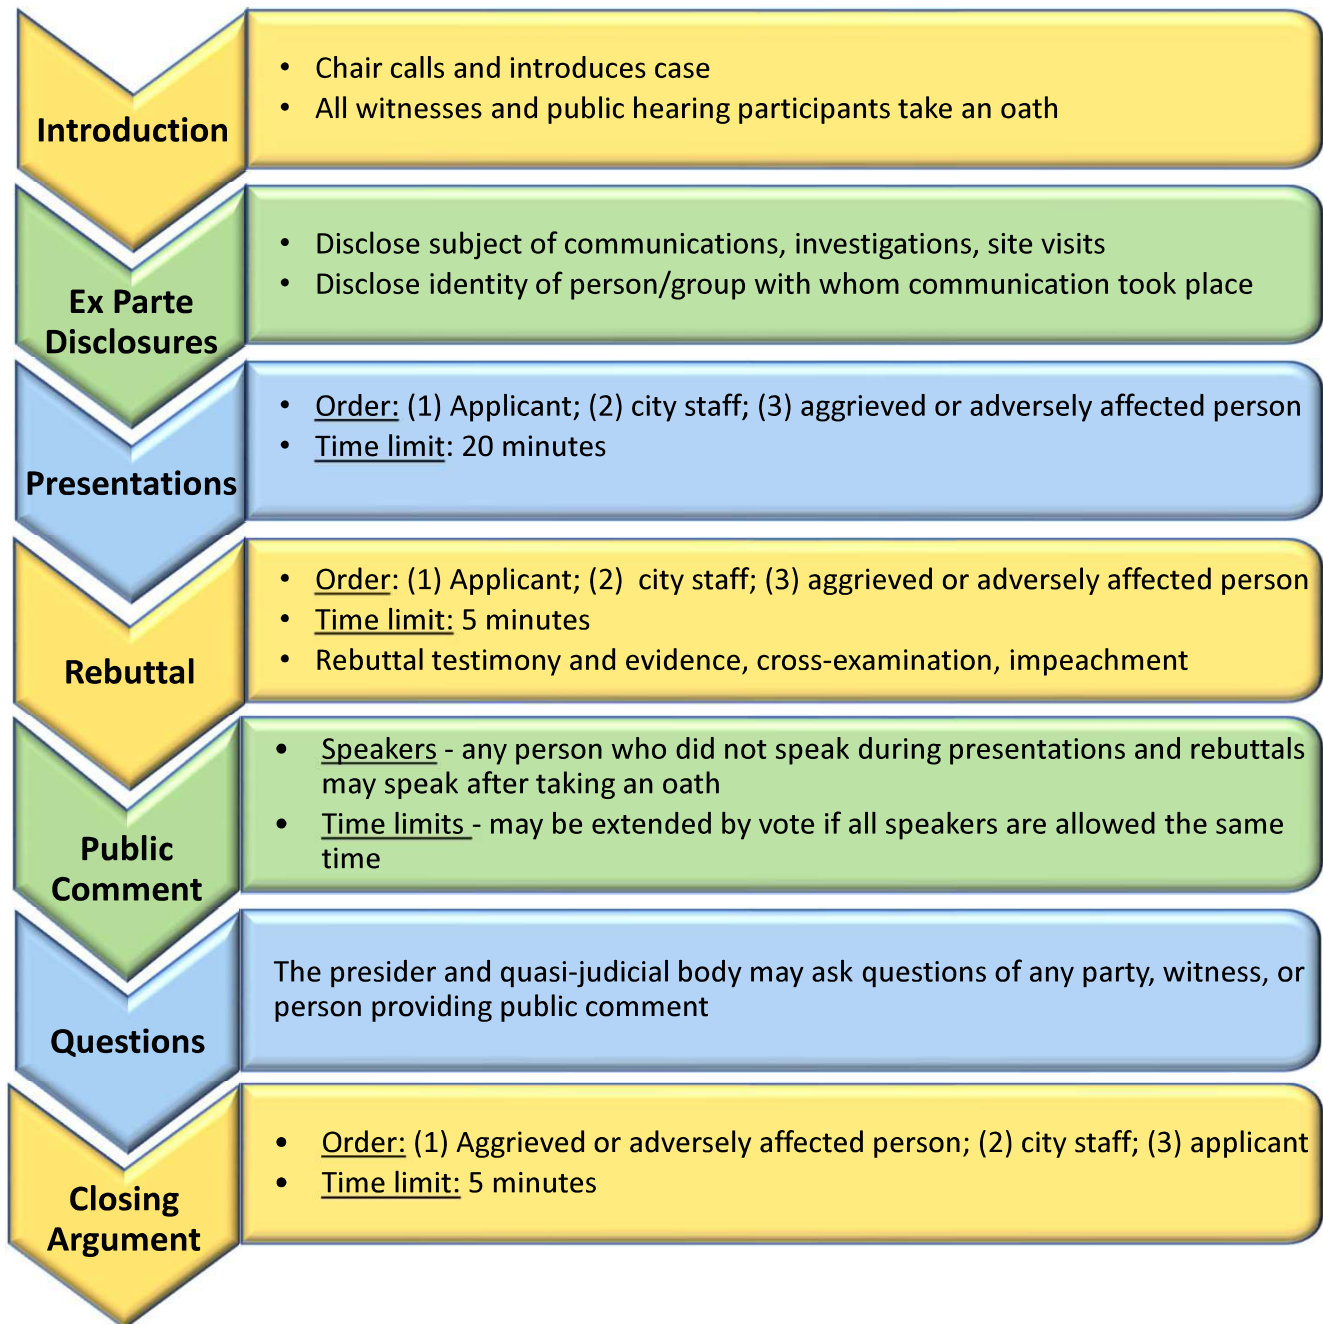 Introduction
• Chair calls and introduces case
• All witnesses and public hearing participants take an oath
Ex Parte
Disclosures
• Disclose subject of communications, investigations, site visits
• Disclose identity of person/group with whom communication took place
Presentations
• Order: (1) Applicant; (2) city staff; (3) aggrieved or adversely affected person
• Time limit: 20 minutes
Rebuttal
• Order: (1) Applicant; (2)  city staff; (3) aggrieved or adversely affected person
• Time limit: 5 minutes
• Rebuttal testimony and evidence, cross-examination, impeachment
Public
Comment
• Speakers - any person who did not speak during presentations and rebuttals
may speak after taking an oath
• Time limits - may be extended by vote if all speakers are allowed the same
time
Questions
The presider and quasi-judicial body may ask questions of any party, witness, or
person providing public comment
Closing
Argument
• Order: (1) Aggrieved or adversely affected person; (2) city staff; (3) applicant
• Time limit: 5 minutes